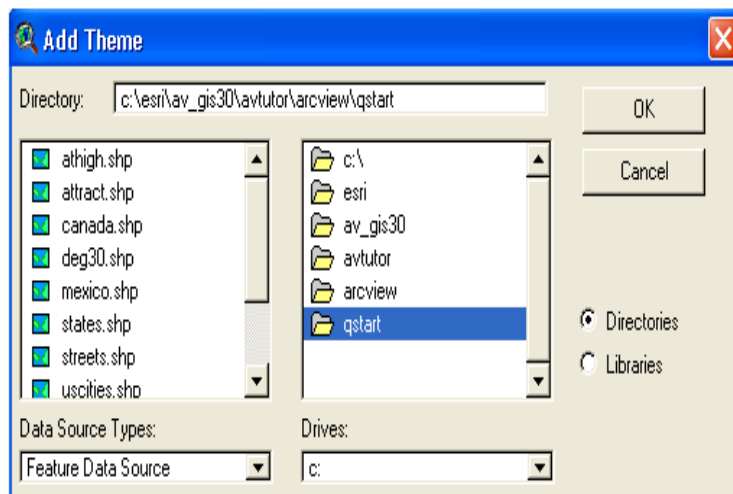 Add Theme
Directory: c:\esri\av_gis30\avtutor\arcview\qstart
OK
Cancel
athigh.shp
attract.shp
canada.shp
deg30.shp
mexico.shp
states.shp
streets.shp
uscities.shp
c:\
esri
av_gis30
avtutor
arcview
qstart
Directories
Libraries
Data Source Types:
Feature Data Source
Drives:
c: